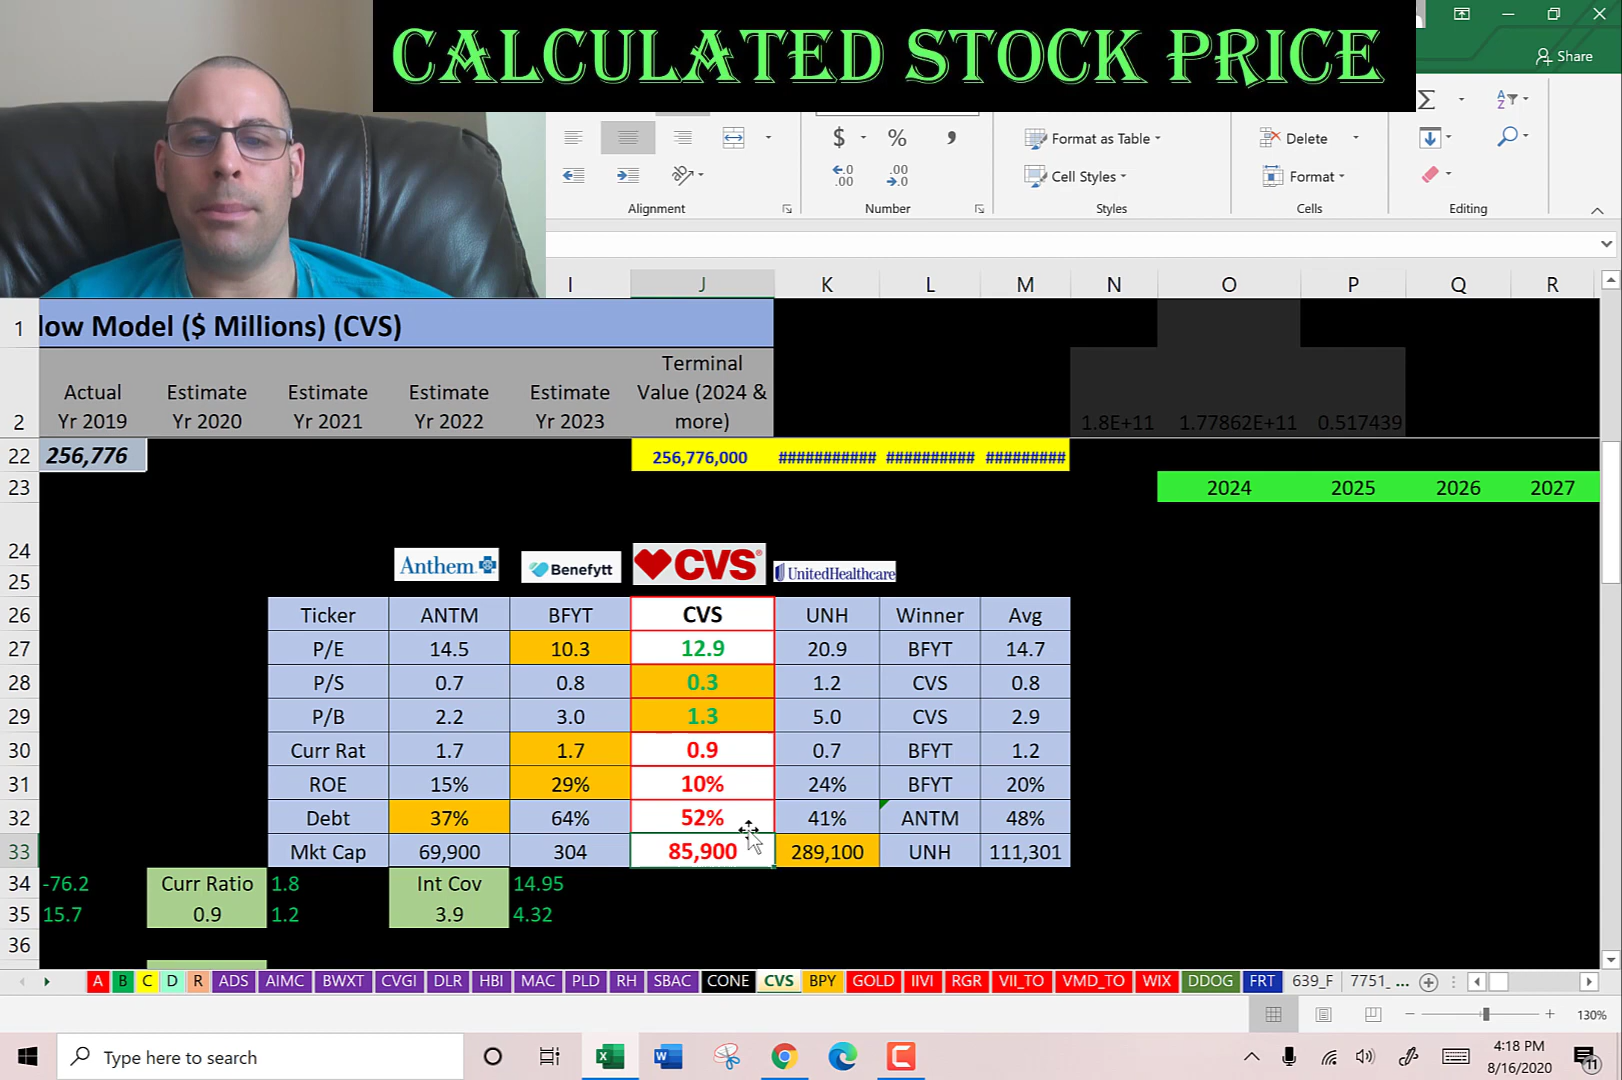 CALCULATED STOCK PRICE
Share
Format as Table
Delete
Cell Styles
Format
Alignment
Number
Styles
Cells
Editing
I J K L M N O P Q R
1 low Model ($ Millions) (CVS)
Terminal
Actual Estimate Estimate Estimate Estimate Value (2024 &
2 Yr 2019 Yr 2020 Yr 2021 Yr 2022 Yr 2023 more) 1.8E+11 1.77862E+11 0.517439
22 256,776 256,776,000 ########### ########## #########
23 2024 2025 2026 2027
24 Anthem Benefytt CVS
25 UnitedHealthcare
26 Ticker ANTM BFYT CVS UNH Winner Avg
27 P/E 14.5 10.3 12.9 20.9 BFYT 14.7
28 P/S 0.7 0.8 0.3 1.2 CVS 0.8
29 P/B 2.2 3.0 1.3 5.0 CVS 2.9
30 Curr Rat 1.7 1.7 0.9 0.7 BFYT 1.2
31 ROE 15% 29% 10% 24% BFYT 20%
32 Debt 37% 64% 52% 41% ANTM 48%
33 Mkt Cap 69,900 304 85,900 289,100 UNH 111,301
34 -76.2 Curr Ratio 1.8 Int Cov 14.95
35 15.7 0.9 1.2 3.9 4.32
36
A B C D R ADS AIMC BWXT CVGI DLR HBI MAC PLD RH SBAC CONE CVS BPY GOLD IIVI RGR VII_TO VMD_TO WIX DDOG FRT 639_F 7751_ ...
130%
Type here to search
4:18 PM
8/16/2020
11